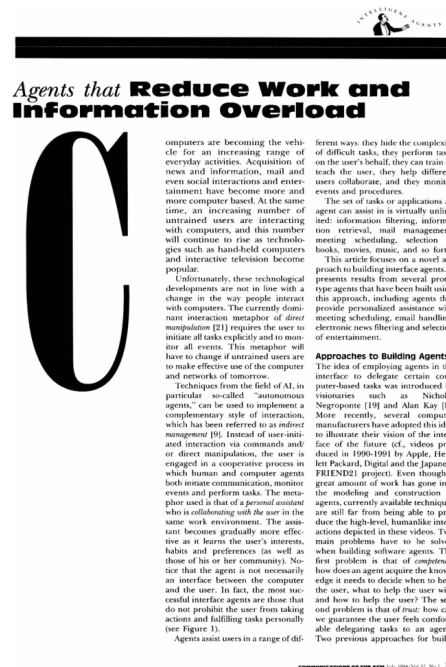 INTELLIGENT AGENTS
Agents that Reduce Work and
Information Overload
Computers are becoming the vehi-
cle for an increasing range of
everyday activities. Acquisition of
news and information, mail and
even social interactions and enter-
tainment have become more and
more computer based. At the same
time, an increasing number of
untrained users are interacting
with computers, and this number
will continue to rise as technolo-
gies such as hand-held computers
and interactive television become
popular.
Unfortunately, these technological
developments are not in line with a
change in the way people interact
with computers. The currently domi-
nant interaction metaphor of direct
manipulation [21] requires the user to
initiate all tasks explicitly and to mon-
itor all events. This metaphor will
have to change if untrained users are
to make effective use of the computer
and networks of tomorrow.
Techniques from the field of AI, in
particular so-called "autonomous
agents," can be used to implement a
complementary style of interaction,
which has been referred to as indirect
management [9]. Instead of user-initi-
ated interaction via commands and/
or direct manipulation, the user is
engaged in a cooperative process in
which human and computer agents
both initiate communication, monitor
events and perform tasks. The meta-
phor used is that of a personal assistant
who is collaborating with the user in the
same work environment. The assis-
tant becomes gradually more effec-
tive as it learns the user's interests,
habits and preferences (as well as
those of his or her community). No-
tice that the agent is not necessarily
an interface between the computer
and the user. In fact, the most suc-
cessful interface agents are those that
do not prohibit the user from taking
actions and fulfilling tasks personally
(see Figure 1).
Agents assist users in a range of dif-
ferent ways: they hide the complexi
of difficult tasks, they perform tas
on the user's behalf, they can train
teach the user, they help differe
users collaborate, and they monit
events and procedures.
The set of tasks or applications
agent can assist in is virtually unlim
ited: information filtering, inform
tion retrieval, mail managemen
meeting scheduling, selection
books, movies, music, and so fort
This article focuses on a novel a
proach to building interface agents.
presents results from several prot
type agents that have been built usin
this approach, including agents th
provide personalized assistance wi
meeting scheduling, email handlin
electronic news filtering and selectio
of entertainment.
Approaches to Building Agents
The idea of employing agents in t
interface to delegate certain com
puter-based tasks was introduced
visionaries such as Nichol
Negroponte [19] and Alan Kay
More recently, several comput
manufacturers have adopted this ide
to illustrate their vision of the inte
face of the future (cf., videos pr
duced in 1990-1991 by Apple, He
lett Packard, Digital and the Japane
FRIEND21 project). Even though
great amount of work has gone in
the modeling and construction
agents, currently available techniqu
are still far from being able to pr
duce the high-level, humanlike inte
actions depicted in these videos. Tw
main problems have to be solve
when building software agents. Th
first problem is that of competen
how does an agent acquire the know
edge it needs to decide when to he
the user, what to help the user wi
and how to help the user? The se
ond problem is that of trust: how ca
we guarantee the user feels comfor
able delegating tasks to an agen
Two previous approaches for build
COMMUNICATIONS OF THE ACM July 1994/Vol.37, No.7